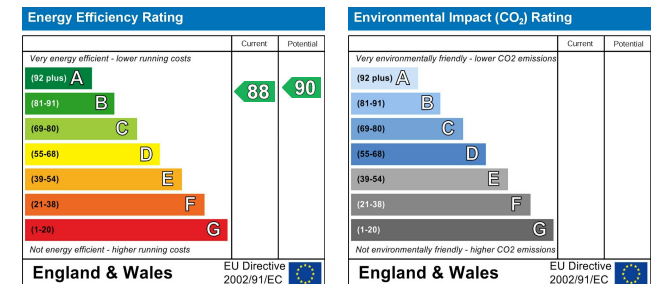 Energy Efficiency Rating
Current Potential
Very energy efficient - lower running costs
(92 plus) A
(81-91) B
88 90
(69-80) C
(55-68) D
(39-54) E
(21-38) F
(1-20) G
Not energy efficient - higher running costs
England & Wales
EU Directive
2002/91/EC
Environmental Impact (CO₂) Rating
Current Potential
Very environmentally friendly - lower CO2 emissions
(92 plus) A
(81-91) B
(69-80) C
(55-68) D
(39-54) E
(21-38) F
(1-20) G
Not environmentally friendly - higher CO2 emissions
England & Wales
EU Directive
2002/91/EC